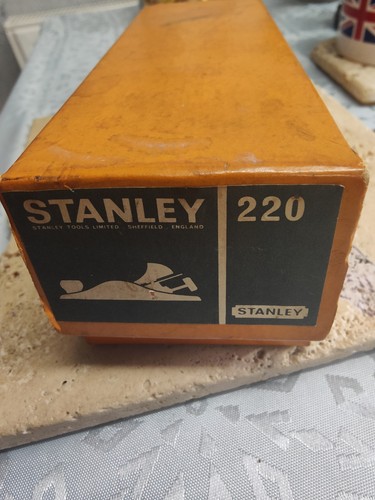 STANLEY
220
STANLEY TOOLS LIMITED . SHEFFIELD . ENGLAND
STANLEY